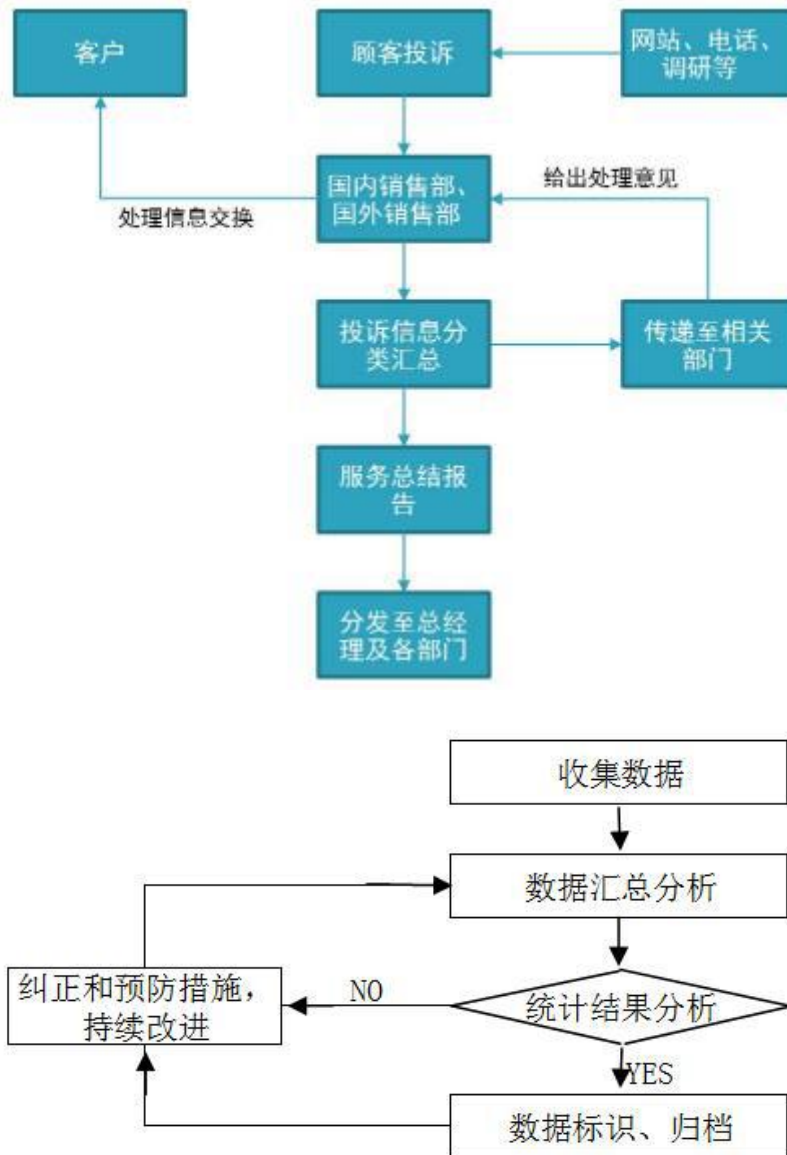 客户
顾客投诉
网站、电话、
调研等
国内销售部、
国外销售部
给出处理意见
处理信息交换
投诉信息分
类汇总
传递至相关
部门
服务总结报
告
分发至总经
理及各部门
收集数据
数据汇总分析
纠正和预防措施，
持续改进
NO
统计结果分析
YES
数据标识、归档